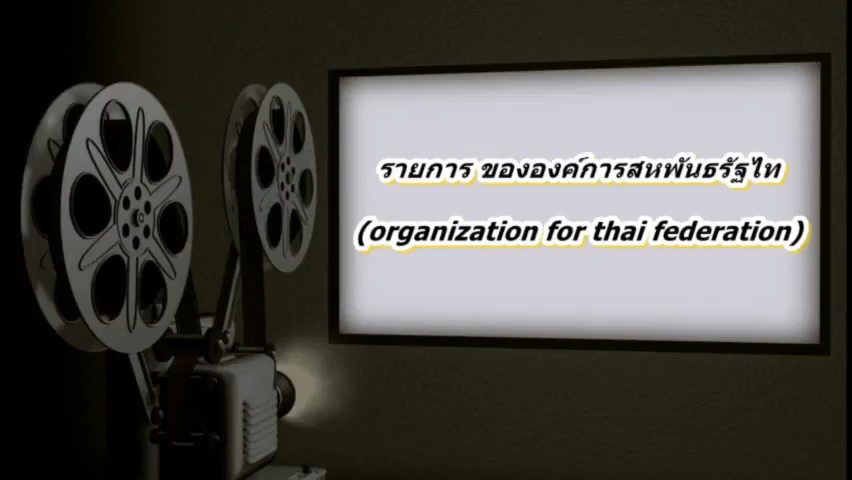 รายการ ขององค์การสหพันธรัฐไท
(organization for thai federation)